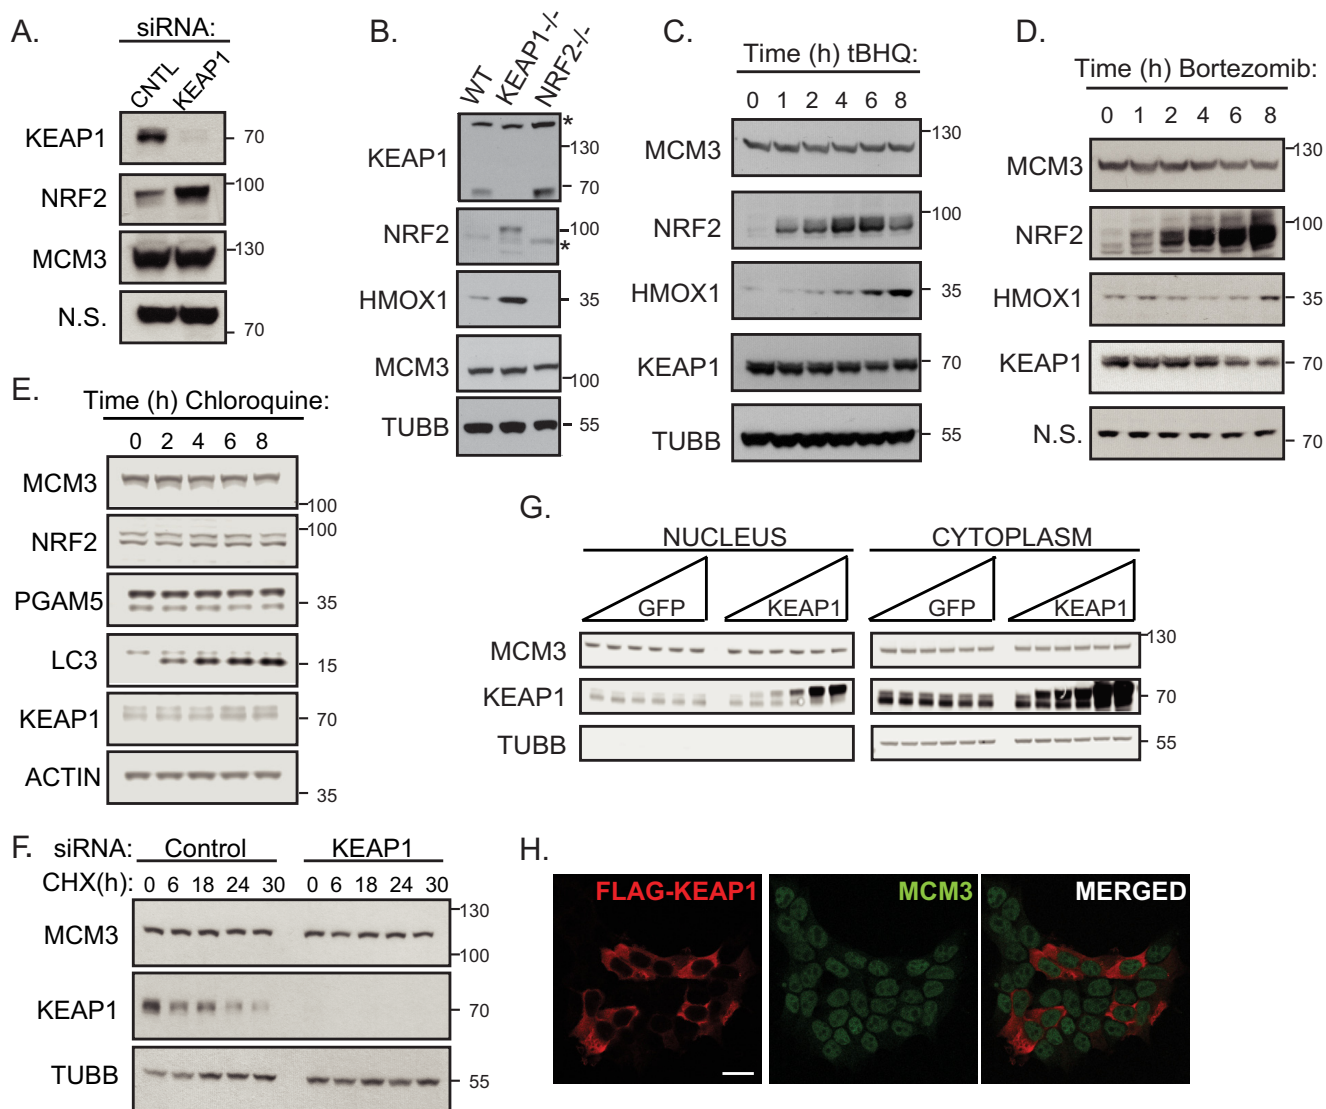 A.
siRNA:
CNTL
KEAP1
KEAP1
70
NRF2
100
MCM3
130
N.S.
70
B.
WT
KEAP1-/-
NRF2-/-
*
KEAP1
130
70
NRF2
100
*
HMOX1
35
MCM3
100
TUBB
55
C.
Time (h) tBHQ:
0 1 2 4 6 8
MCM3
130
NRF2
100
HMOX1
35
KEAP1
70
TUBB
55
D.
Time (h) Bortezomib:
0 1 2 4 6 8
MCM3
130
NRF2
100
HMOX1
35
KEAP1
70
N.S.
70
E.
Time (h) Chloroquine:
0 2 4 6 8
MCM3
100
NRF2
100
PGAM5
35
LC3
15
KEAP1
70
ACTIN
35
F.
siRNA: Control KEAP1
CHX(h): 0 6 18 24 30 0 6 18 24 30
MCM3
130
100
KEAP1
70
TUBB
55
G.
NUCLEUS CYTOPLASM
GFP KEAP1 GFP KEAP1
MCM3
130
KEAP1
70
TUBB
55
H.
FLAG-KEAP1 MCM3 MERGED